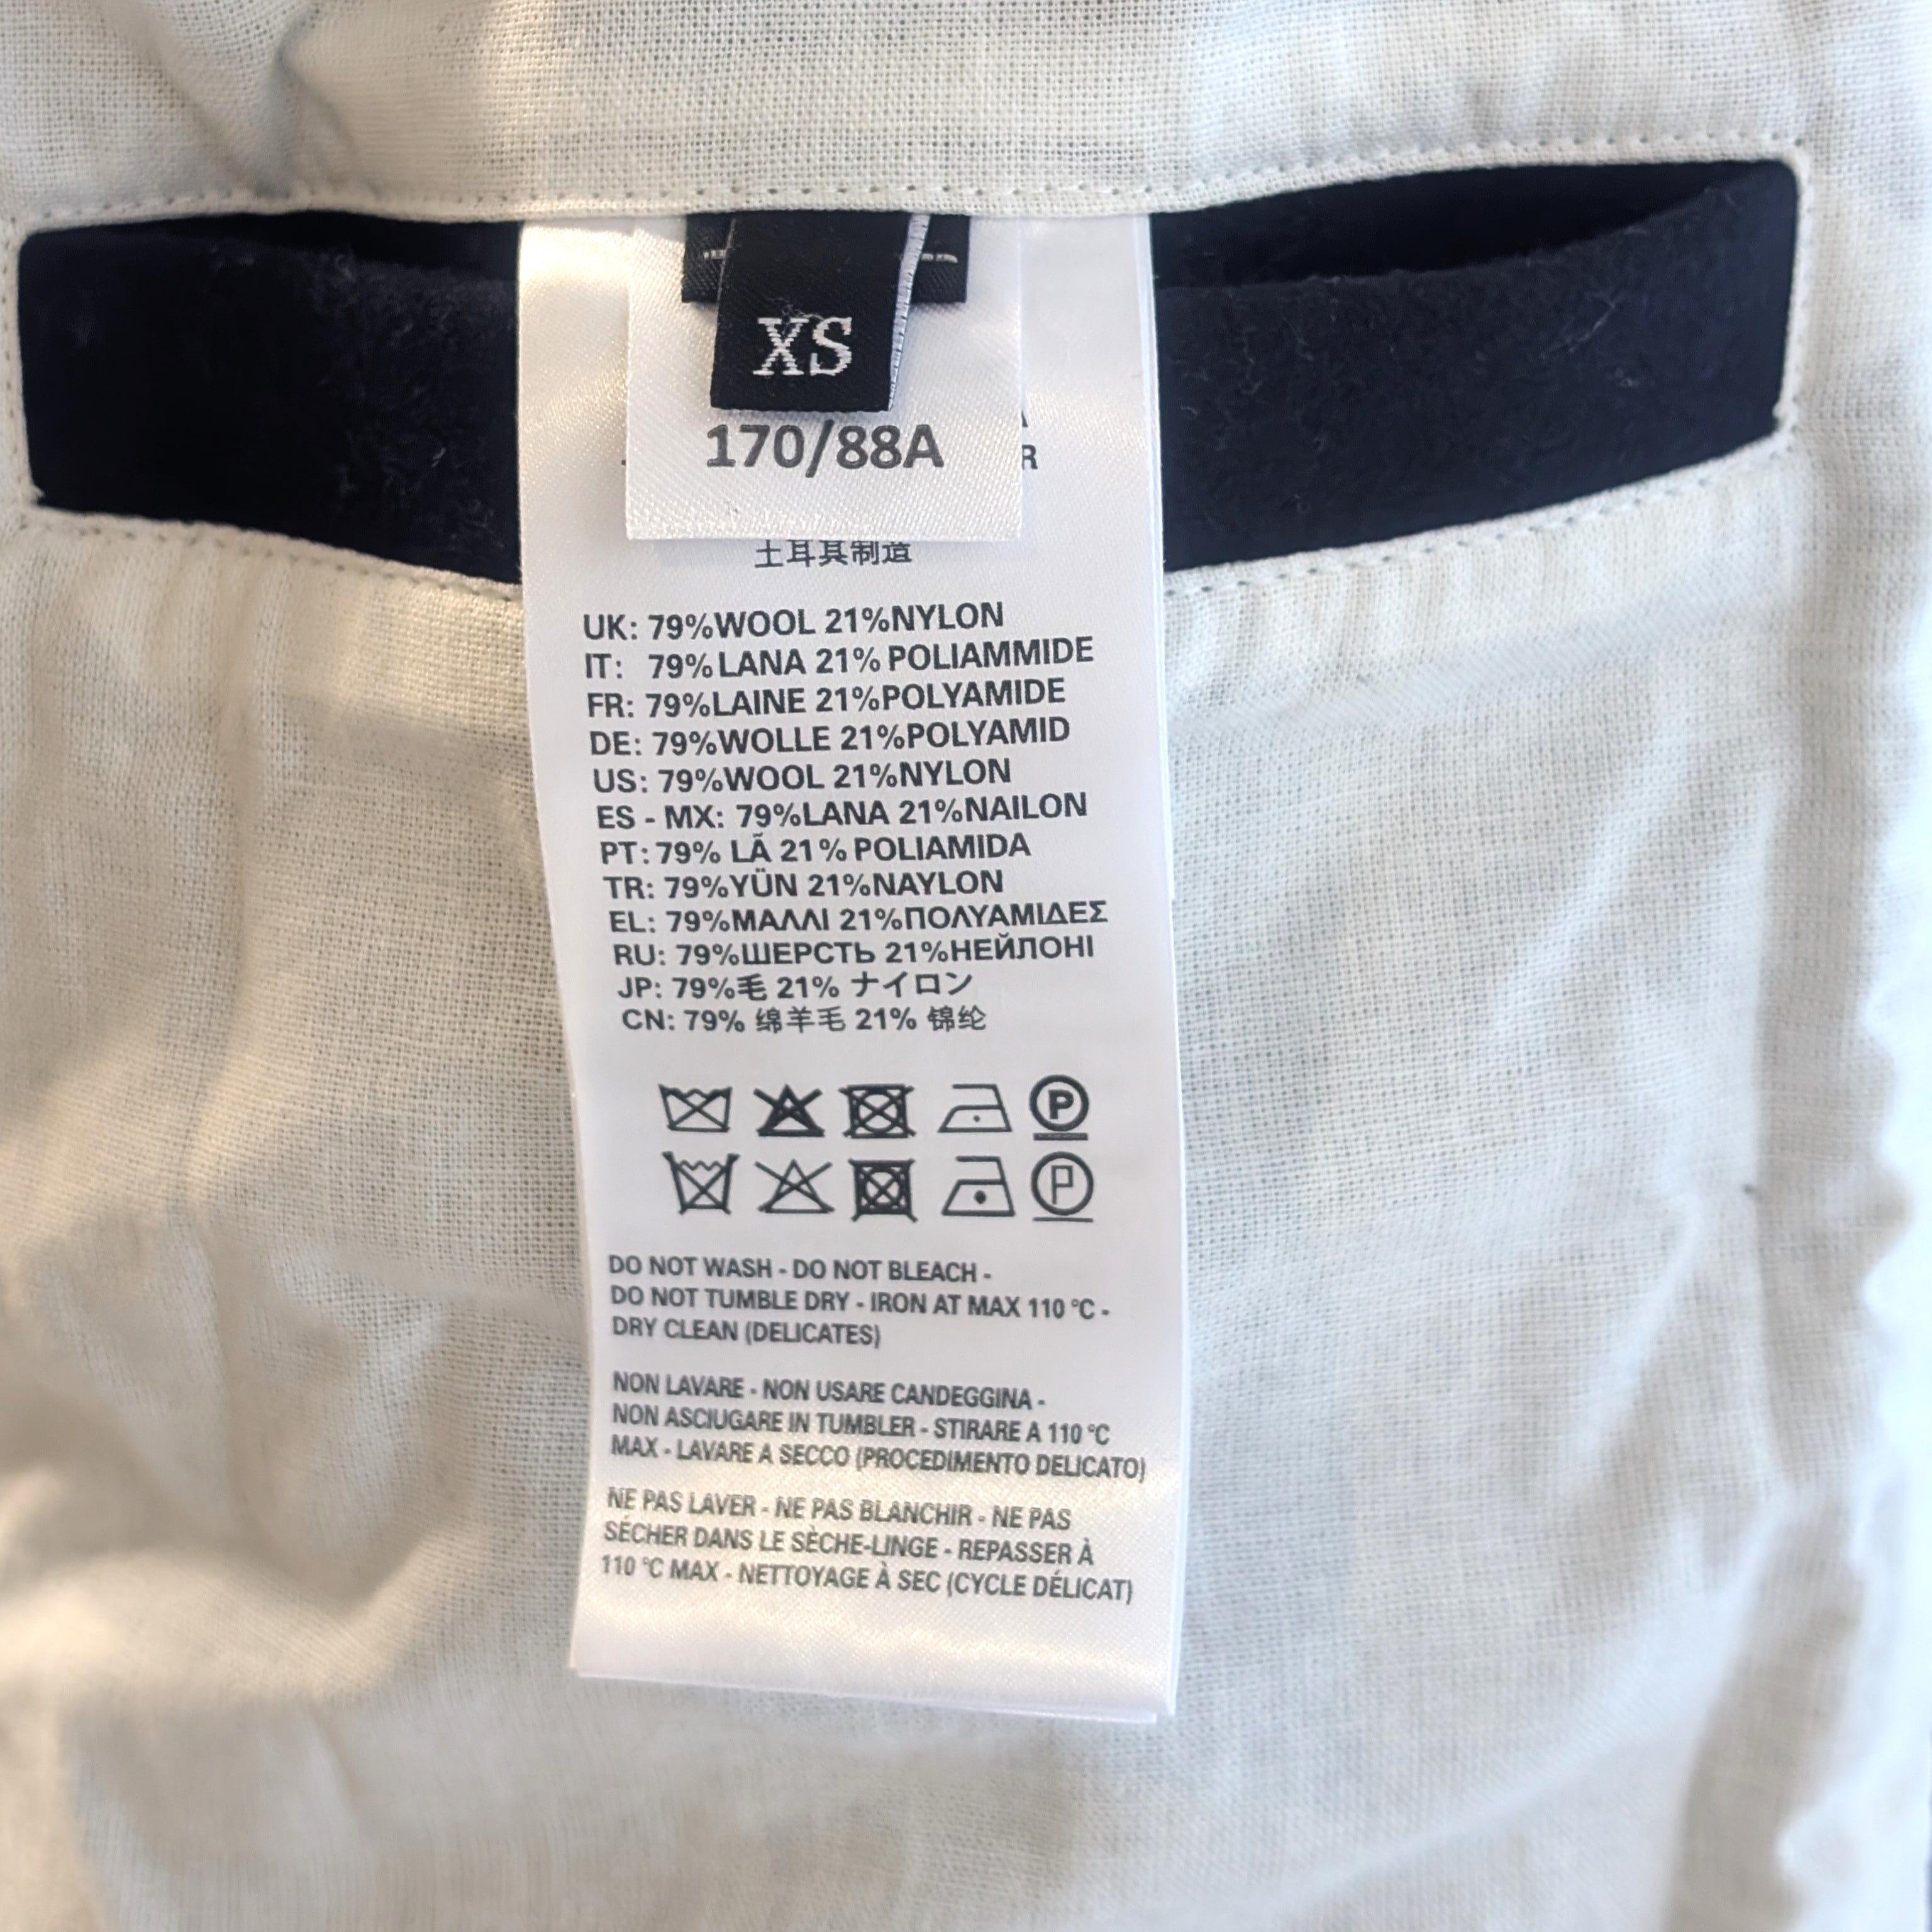 XS
170/88A
R
土耳其制造
UK: 79%WOOL 21%NYLON
IT: 79%LANA 21% POLIAMMIDE
FR: 79%LAINE 21%POLYAMIDE
DE: 79%WOLLE 21%POLYAMID
US: 79%WOOL 21%NYLON
ES - MX: 79%LANA 21%NAILON
PT: 79% LÃ 21% POLIAMIDA
TR: 79%YÜN 21%NAYLON
EL: 79%ΜΑΛΛΙ 21%ΠΟΛΥΑΜΙΔΕΣ
RU: 79%ШЕРСТЬ 21%НЕЙЛОНІ
JP: 79%毛 21% ナイロン
CN: 79% 绵羊毛 21% 锦纶
P
P
DO NOT WASH - DO NOT BLEACH -
DO NOT TUMBLE DRY - IRON AT MAX 110 °C -
DRY CLEAN (DELICATES)
NON LAVARE - NON USARE CANDEGGINA -
NON ASCIUGARE IN TUMBLER - STIRARE A 110 °C
MAX - LAVARE A SECCO (PROCEDIMENTO DELICATO)
NE PAS LAVER - NE PAS BLANCHIR - NE PAS
SÉCHER DANS LE SÈCHE-LINGE - REPASSER À
110 °C MAX - NETTOYAGE À SEC (CYCLE DÉLICAT)